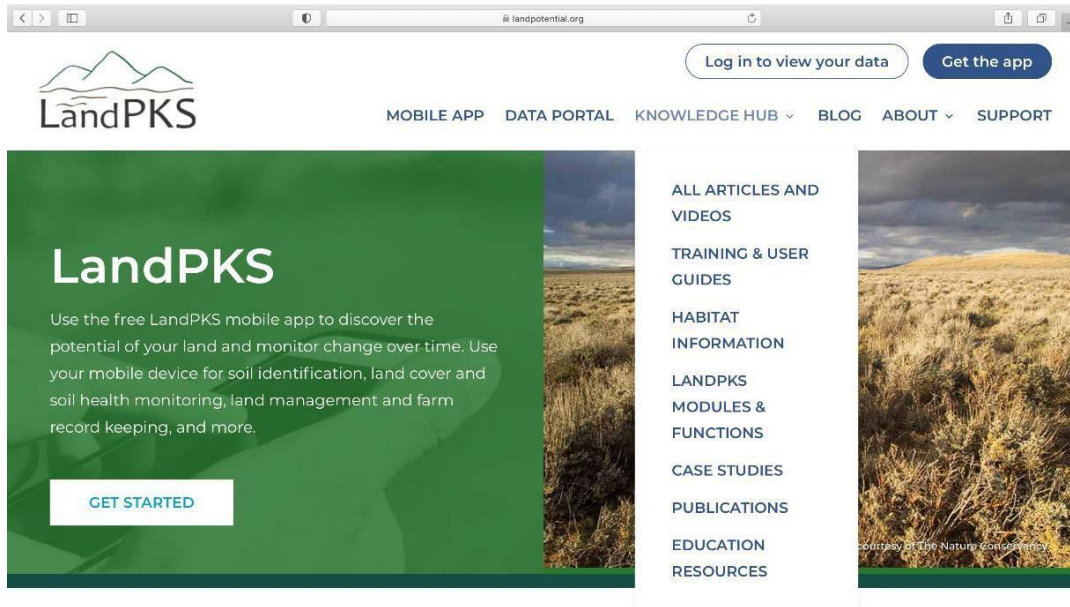 landpotential.org
LandPKS
Log in to view your data
Get the app
MOBILE APP
DATA PORTAL
KNOWLEDGE HUB
BLOG
ABOUT
SUPPORT
ALL ARTICLES AND
VIDEOS
TRAINING & USER
GUIDES
HABITAT
INFORMATION
LANDPKS
MODULES &
FUNCTIONS
CASE STUDIES
PUBLICATIONS
EDUCATION
RESOURCES
LandPKS
Use the free LandPKS mobile app to discover the
potential of your land and monitor change over time. Use
your mobile device for soil identification, land cover and
soil health monitoring, land management and farm
record keeping, and more.
GET STARTED
courtesy of The Nature Conservancy